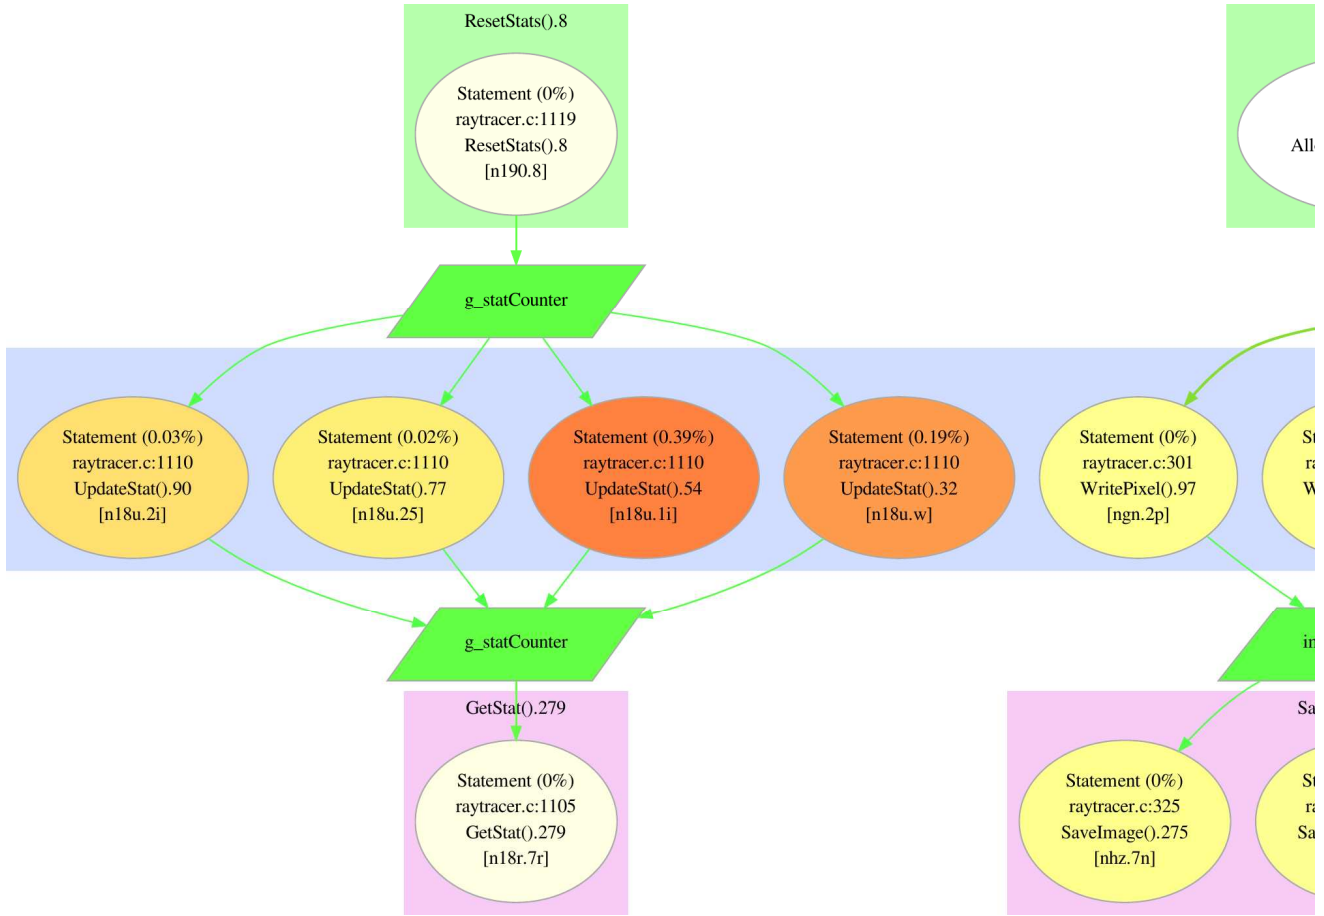 ResetStats().8
Statement (0%)
raytracer.c:1119
ResetStats().8
[n190.8]
g_statCounter
Statement (0.03%)
raytracer.c:1110
UpdateStat().90
[n18u.2i]
Statement (0.02%)
raytracer.c:1110
UpdateStat().77
[n18u.25]
Statement (0.39%)
raytracer.c:1110
UpdateStat().54
[n18u.1i]
Statement (0.19%)
raytracer.c:1110
UpdateStat().32
[n18u.w]
Statement (0%)
raytracer.c:301
WritePixel().97
[ngn.2p]
g_statCounter
GetStat().279
Statement (0%)
raytracer.c:1105
GetStat().279
[n18r.7r]
Statement (0%)
raytracer.c:325
SaveImage().275
[nhz.7n]